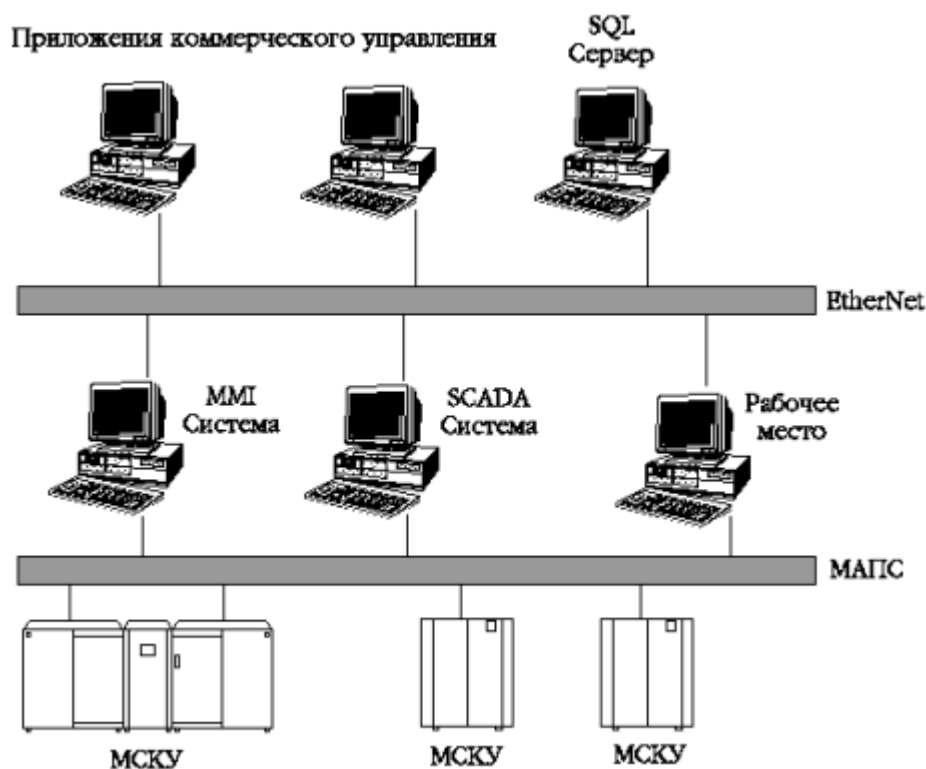 Приложения коммерческого управления
SQL
Сервер
EtherNet
MMI
Система
SCADA
Система
Рабочее
место
МАПС
МСКУ
МСКУ
МСКУ